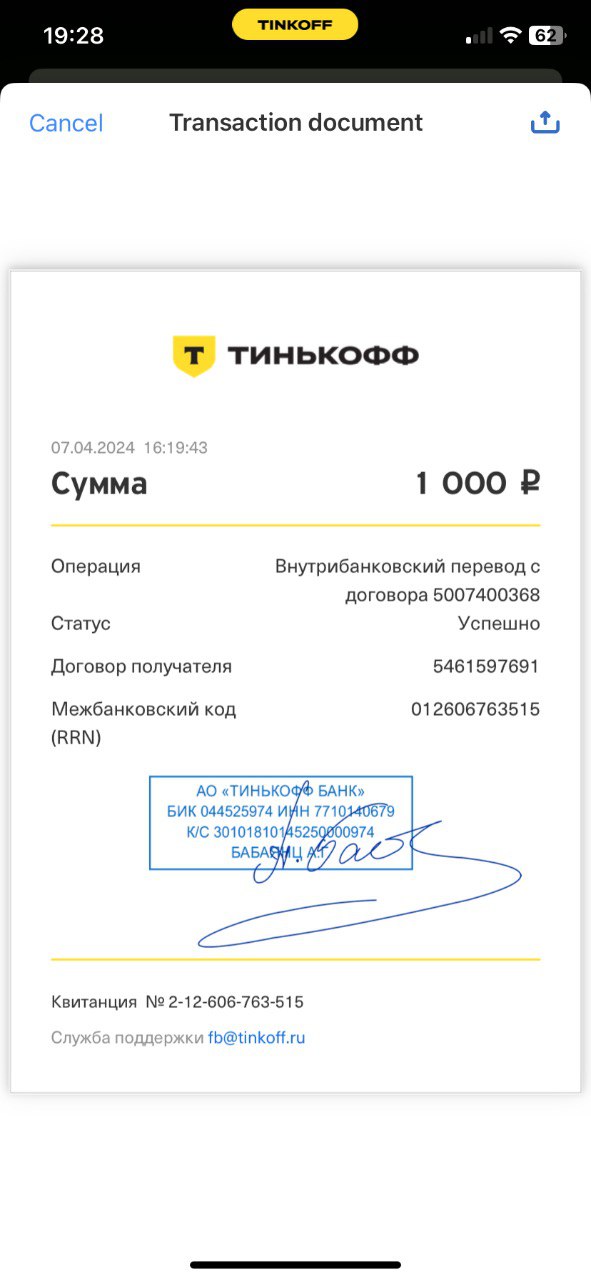 19:28
TINKOFF
62
Cancel
Transaction document
Т ТИНЬКОФФ
07.04.2024 16:19:43
Сумма
1 000 ₽
Операция
Внутрибанковский перевод с
договора 5007400368
Статус
Успешно
Договор получателя
5461597691
Межбанковский код
(RRN)
012606763515
АО «ТИНЬКОФФ БАНК»
БИК 044525974 ИНН 7710140679
К/С 30101810145250000974
БАБАЯНЦ А.Г
Квитанция № 2-12-606-763-515
Служба поддержки fb@tinkoff.ru